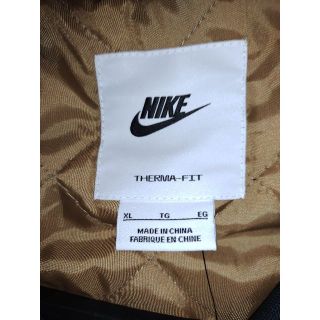 NIKE
THERMA-FIT
XL TG EG
MADE IN CHINA
FABRIQUE EN CHINE